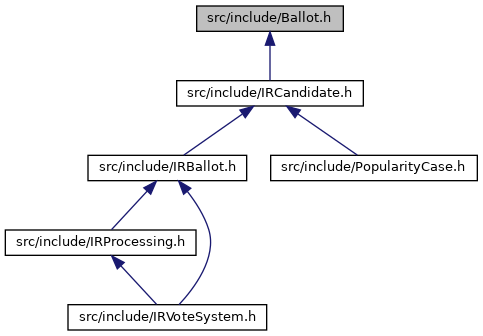 src/include/Ballot.h
src/include/IRCandidate.h
src/include/IRBallot.h
src/include/PopularityCase.h
src/include/IRProcessing.h
src/include/IRVoteSystem.h